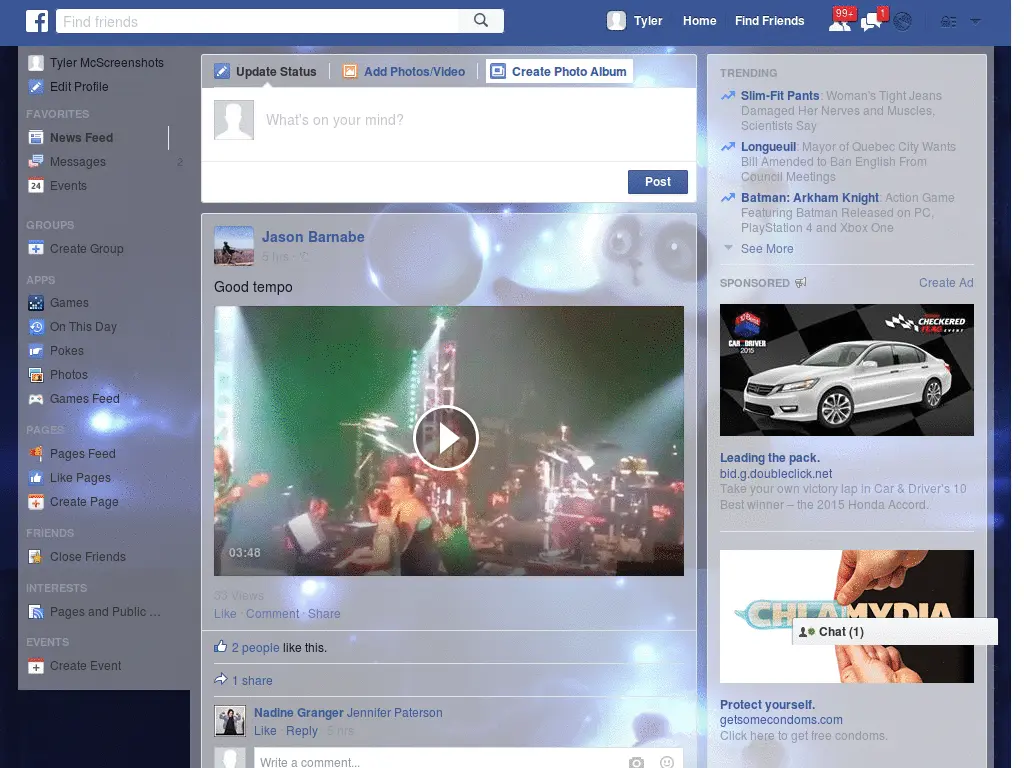 Find friends
Tyler
Home
Find Friends
99+
1
Tyler McScreenshots
Edit Profile
FAVORITES
News Feed
Messages
2
24
Events
GROUPS
Create Group
APPS
Games
On This Day
Pokes
Photos
Games Feed
PAGES
Pages Feed
Like Pages
Create Page
FRIENDS
Close Friends
INTERESTS
Pages and Public ...
EVENTS
Create Event
Update Status
Add Photos/Video
Create Photo Album
What's on your mind?
Post
Jason Barnabe
5 hrs ·
Good tempo
03:48
33 Views
Like · Comment · Share
2 people like this.
1 share
Nadine Granger Jennifer Paterson
Like · Reply · 5 hrs
Write a comment...
TRENDING
Slim-Fit Pants: Woman's Tight Jeans
Damaged Her Nerves and Muscles,
Scientists Say
Longueuil: Mayor of Quebec City Wants
Bill Amended to Ban English From
Council Meetings
Batman: Arkham Knight: Action Game
Featuring Batman Released on PC,
PlayStation 4 and Xbox One
See More
SPONSORED
Create Ad
CAR and DRIVER
2015
CHECKERED
FLAG EVENT
Leading the pack.
bid.g.doubleclick.net
Take your own victory lap in Car & Driver's 10
Best winner – the 2015 Honda Accord.
CHLAMYDIA
Chat (1)
Protect yourself.
getsomecondoms.com
Click here to get free condoms.